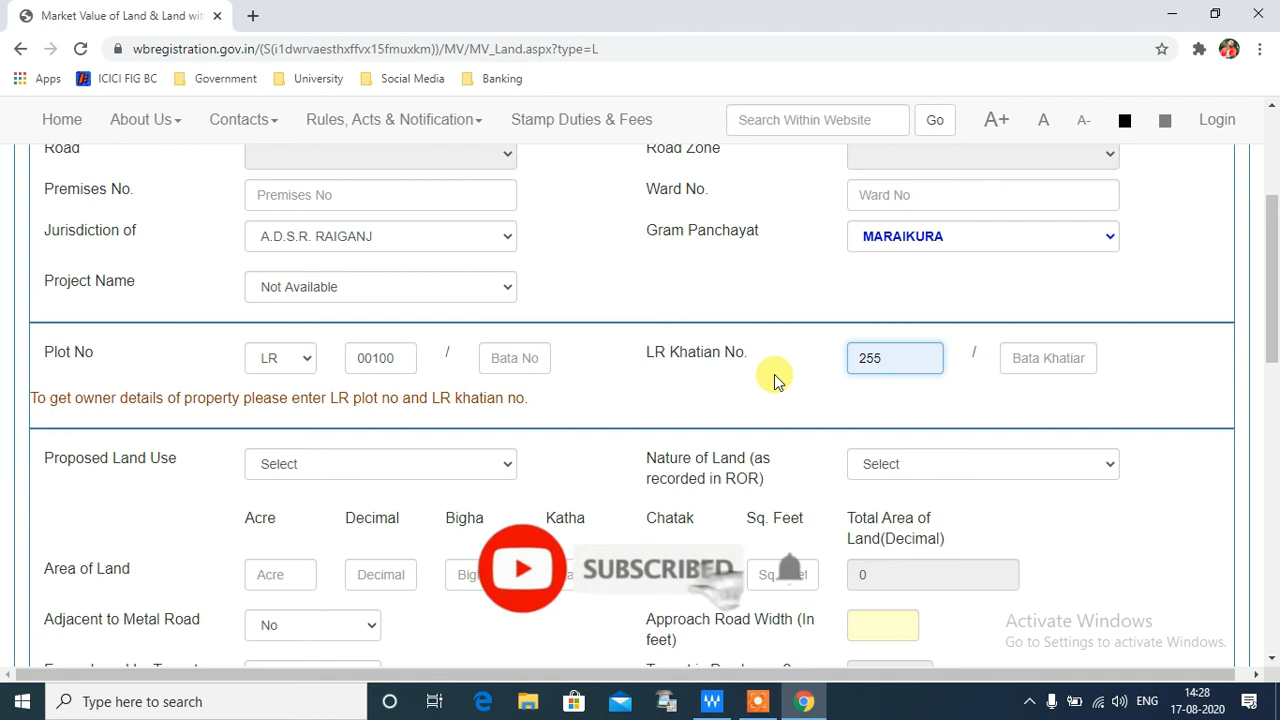 Market Value of Land & Land wit
wbregistration.gov.in/(S(i1dwrvaesthxffvx15fmuxkm))/MV/MV_Land.aspx?type=L
Apps ICICI FIG BC Government University Social Media Banking
Home About Us Contacts Rules, Acts & Notification Stamp Duties & Fees Search Within Website Go A+ A A- Login
Road Road Zone
Premises No. Premises No Ward No. Ward No
Jurisdiction of A.D.S.R. RAIGANJ Gram Panchayat MARAIKURA
Project Name Not Available
Plot No LR 00100 / Bata No LR Khatian No. 255 / Bata Khatiar
To get owner details of property please enter LR plot no and LR khatian no.
Proposed Land Use Select Nature of Land (as
recorded in ROR) Select
Acre Decimal Bigha Katha Chatak Sq. Feet Total Area of
Land(Decimal)
Area of Land Acre Decimal 0
SUBSCRIBED
Adjacent to Metal Road No Approach Road Width (In
feet)
Activate Windows
Go to Settings to activate Windows.
Type here to search
ENG 14:28
17-08-2020